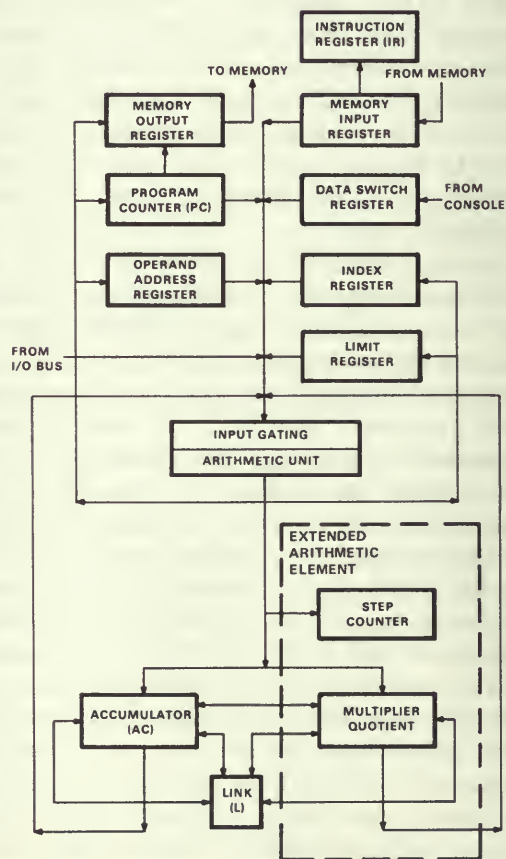 INSTRUCTION
REGISTER (IR)
TO MEMORY
FROM MEMORY
MEMORY
OUTPUT
REGISTER
MEMORY
INPUT
REGISTER
PROGRAM
COUNTER (PC)
DATA SWITCH
REGISTER
FROM
CONSOLE
OPERAND
ADDRESS
REGISTER
INDEX
REGISTER
FROM
I/O BUS
LIMIT
REGISTER
INPUT GATING
ARITHMETIC UNIT
EXTENDED
ARITHMETIC
ELEMENT
STEP
COUNTER
ACCUMULATOR
(AC)
MULTIPLIER
QUOTIENT
LINK
(L)